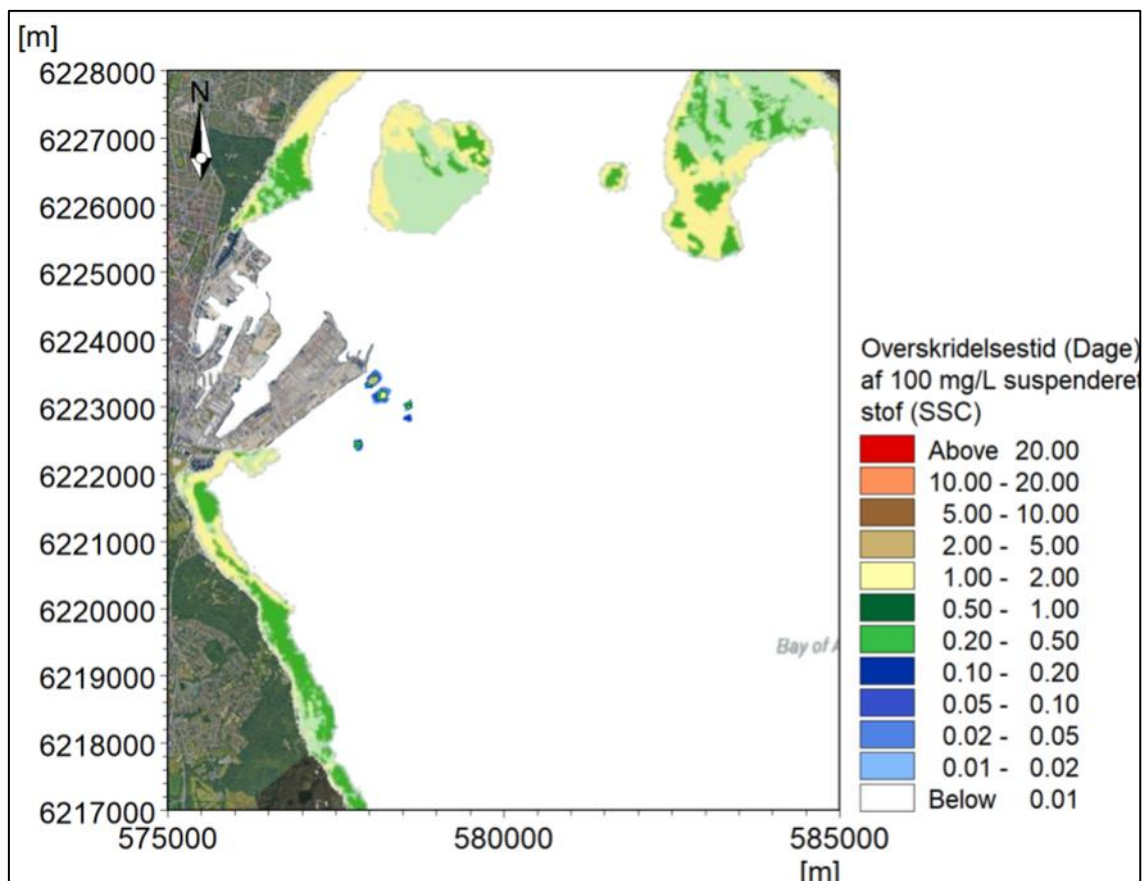 [m]
6228000
N
6227000
6226000
6225000
6224000
6223000
6222000
6221000
6220000
6219000
6218000
6217000
575000 580000 585000
[m]
Bay of A
Overskridelsestid (Dage)
af 100 mg/L suspenderet
stof (SSC)
Above 20.00
10.00 - 20.00
5.00 - 10.00
2.00 - 5.00
1.00 - 2.00
0.50 - 1.00
0.20 - 0.50
0.10 - 0.20
0.05 - 0.10
0.02 - 0.05
0.01 - 0.02
Below 0.01